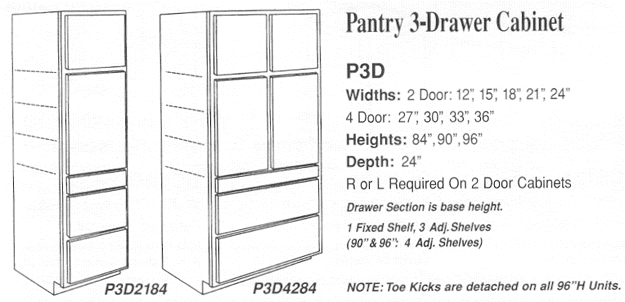 Pantry 3-Drawer Cabinet
P3D
Widths: 2 Door: 12", 15", 18", 21", 24"
4 Door: 27", 30", 33", 36"
Heights: 84", 90", 96"
Depth: 24"
R or L Required On 2 Door Cabinets
Drawer Section is base height.
1 Fixed Shelf, 3 Adj. Shelves
(90" & 96": 4 Adj. Shelves)
NOTE: Toe Kicks are detached on all 96"H Units.
P3D2184
P3D4284